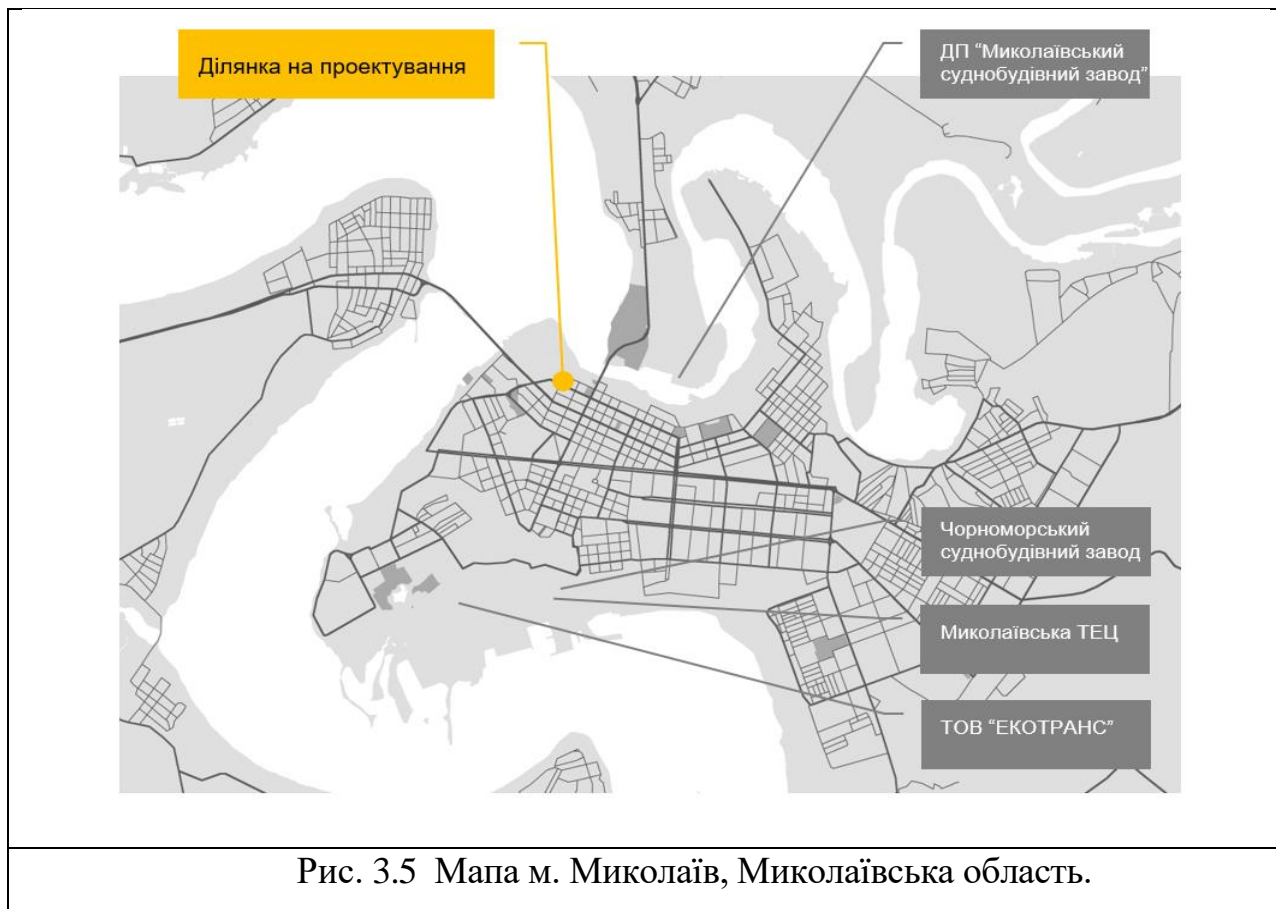 Ділянка на проектування
ДП “Миколаївський
суднобудівний завод”
Чорноморський
суднобудівний завод
Миколаївська ТЕЦ
ТОВ “ЕКОТРАНС”
Рис. 3.5 Мапа м. Миколаїв, Миколаївська область.